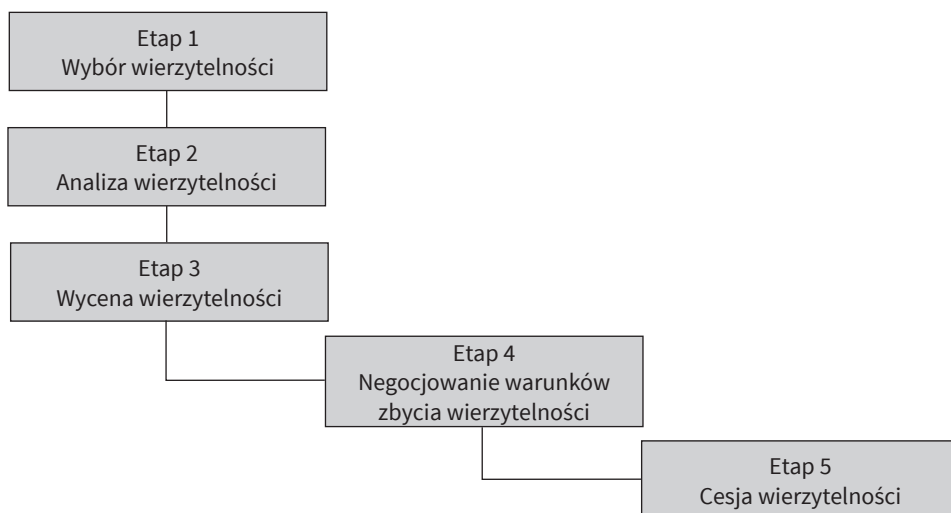 Etap 1
Wybór wierzytelności
Etap 2
Analiza wierzytelności
Etap 3
Wycena wierzytelności
Etap 4
Negocjowanie warunków
zbycia wierzytelności
Etap 5
Cesja wierzytelności